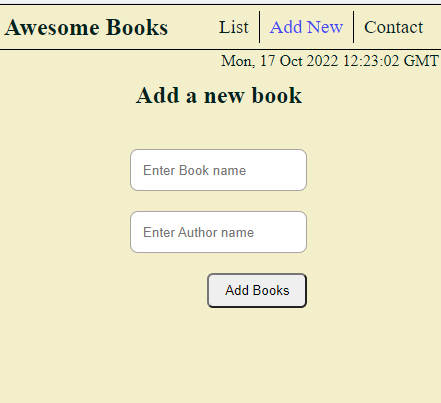 Awesome Books List Add New Contact
Mon, 17 Oct 2022 12:23:02 GMT
Add a new book
Enter Book name
Enter Author name
Add Books